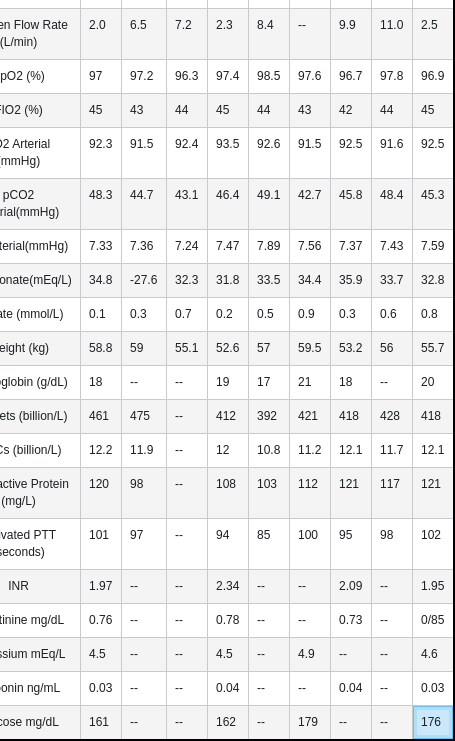 en Flow Rate 2.0 6.5 7.2 2.3 8.4 -- 9.9 11.0 2.5
(L/min)
pO2 (%) 97 97.2 96.3 97.4 98.5 97.6 96.7 97.8 96.9
FIO2 (%) 45 43 44 45 44 43 42 44 45
O2 Arterial 92.3 91.5 92.4 93.5 92.6 91.5 92.5 91.6 92.5
(mmHg)
pCO2 48.3 44.7 43.1 46.4 49.1 42.7 45.8 48.4 45.3
rial(mmHg)
terial(mmHg) 7.33 7.36 7.24 7.47 7.89 7.56 7.37 7.43 7.59
onate(mEq/L) 34.8 -27.6 32.3 31.8 33.5 34.4 35.9 33.7 32.8
ate (mmol/L) 0.1 0.3 0.7 0.2 0.5 0.9 0.3 0.6 0.8
eight (kg) 58.8 59 55.1 52.6 57 59.5 53.2 56 55.7
globin (g/dL) 18 -- -- 19 17 21 18 -- 20
ets (billion/L) 461 475 -- 412 392 421 418 428 418
Cs (billion/L) 12.2 11.9 -- 12 10.8 11.2 12.1 11.7 12.1
active Protein 120 98 -- 108 103 112 121 117 121
(mg/L)
ivated PTT 101 97 -- 94 85 100 95 98 102
seconds)
INR 1.97 -- -- 2.34 -- -- 2.09 -- 1.95
tinine mg/dL 0.76 -- -- 0.78 -- -- 0.73 -- 0/85
ssium mEq/L 4.5 -- -- 4.5 -- 4.9 -- -- 4.6
onin ng/mL 0.03 -- -- 0.04 -- -- 0.04 -- 0.03
cose mg/dL 161 -- -- 162 -- 179 -- -- 176